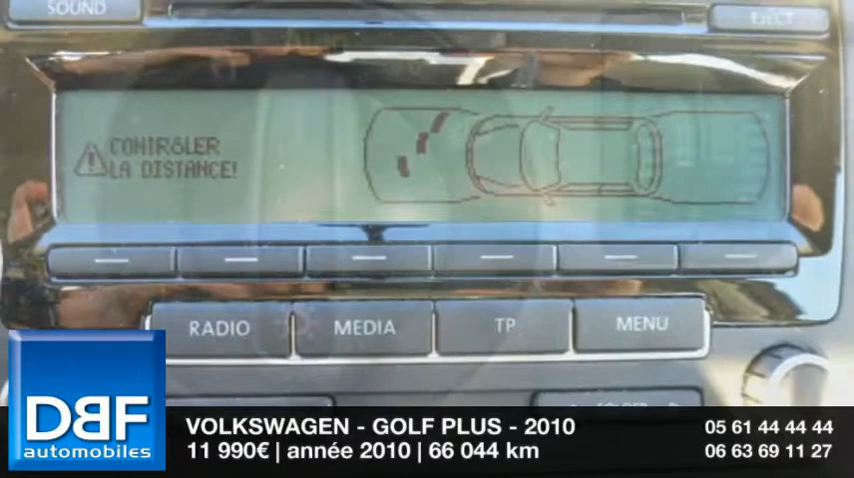 SOUND
EJECT
CONTRÔLER
LA DISTANCE!
RADIO MEDIA TP MENU
DBF
automobiles
VOLKSWAGEN - GOLF PLUS - 2010
11 990€ | année 2010 | 66 044 km
05 61 44 44 44
06 63 69 11 27